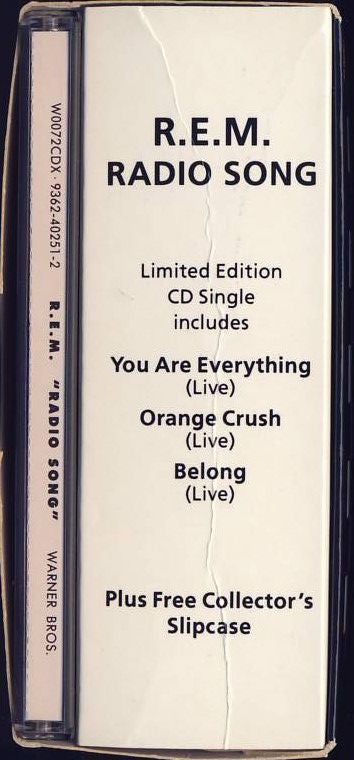 W0072CDX · 9362-40251-2 R.E.M. "RADIO SONG" WARNER BROS.
R.E.M.
RADIO SONG
Limited Edition
CD Single
includes
You Are Everything
(Live)
Orange Crush
(Live)
Belong
(Live)
Plus Free Collector's
Slipcase